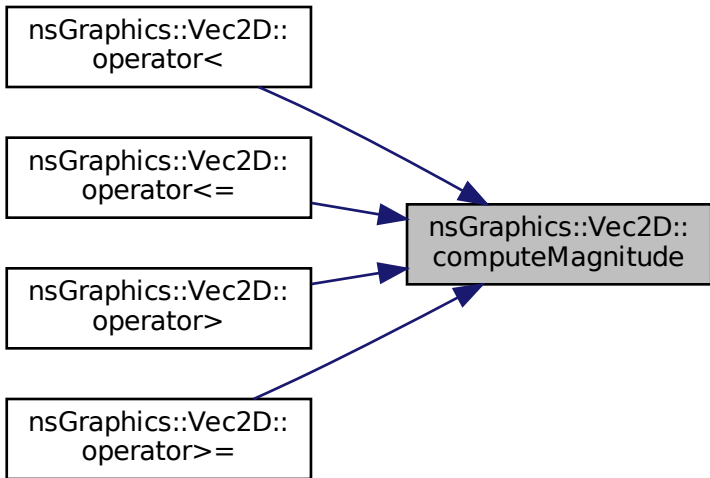 nsGraphics::Vec2D::
operator<
nsGraphics::Vec2D::
operator<=
nsGraphics::Vec2D::
operator>
nsGraphics::Vec2D::
operator>=
nsGraphics::Vec2D::
computeMagnitude